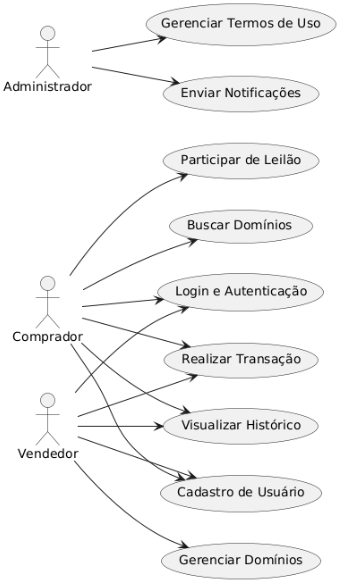 Gerenciar Termos de Uso
Administrador
Enviar Notificações
Participar de Leilão
Buscar Domínios
Login e Autenticação
Comprador
Realizar Transação
Visualizar Histórico
Vendedor
Cadastro de Usuário
Gerenciar Domínios